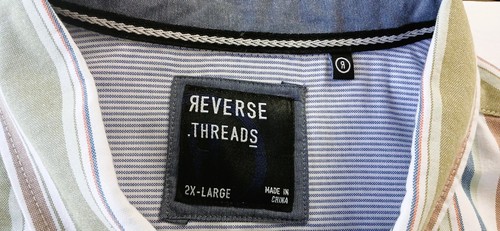 ЯEVERSE
.THREADS
2X-LARGE
MADE IN
CHINA
Я